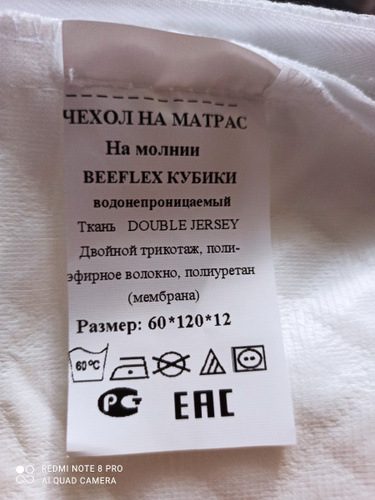 ЧЕХОЛ НА МАТРАС
На молнии
BEEFLEX КУБИКИ
водонепроницаемый
Ткань DOUBLE JERSEY
Двойной трикотаж, поли-
эфирное волокно, полиуретан
(мембрана)
Размер: 60*120*12
60°C
РСТ ЕАС
REDMI NOTE 8 PRO
AI QUAD CAMERA